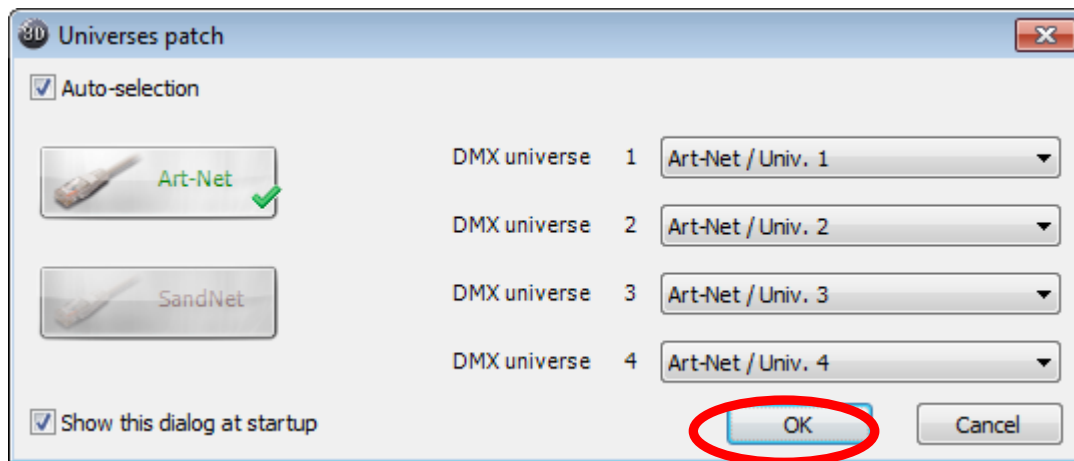 3D Universes patch
Auto-selection
Art-Net
DMX universe 1 Art-Net / Univ. 1
DMX universe 2 Art-Net / Univ. 2
SandNet
DMX universe 3 Art-Net / Univ. 3
DMX universe 4 Art-Net / Univ. 4
Show this dialog at startup
OK Cancel